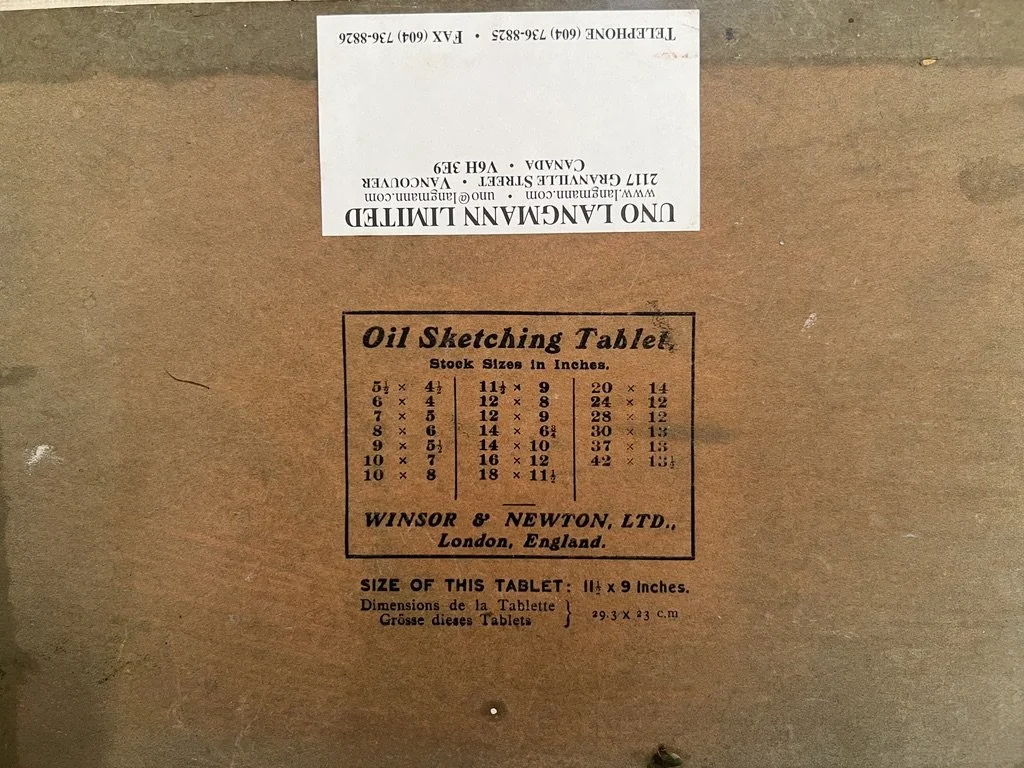 UNO LANGMANN LIMITED
www.langmann.com • uno@langmann.com
2117 GRANVILLE STREET • VANCOUVER
CANADA • V6H 3E9
TELEPHONE (604) 736-8825 • FAX (604) 736-8826
Oil Sketching Tablet.
Stock Sizes in Inches.
5½ × 4½ 11½ × 9 20 × 14
6 × 4 12 × 8 24 × 12
7 × 5 12 × 9 28 × 12
8 × 6 14 × 6¾ 30 × 13
9 × 5½ 14 × 10 37 × 13
10 × 7 16 × 12 42 × 13½
10 × 8 18 × 11½
WINSOR & NEWTON, LTD.,
London, England.
SIZE OF THIS TABLET: 11½ x 9 Inches.
Dimensions de la Tablette
Grösse dieses Tablets } 29.3 X 23 c.m